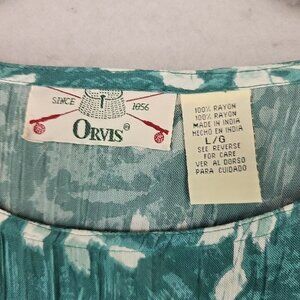 SINCE 1856
ORVIS
100% RAYON
100% RAYON
MADE IN INDIA
HECHO EN INDIA
L/G
SEE REVERSE
FOR CARE
VER AL DORSO
PARA CUIDADO